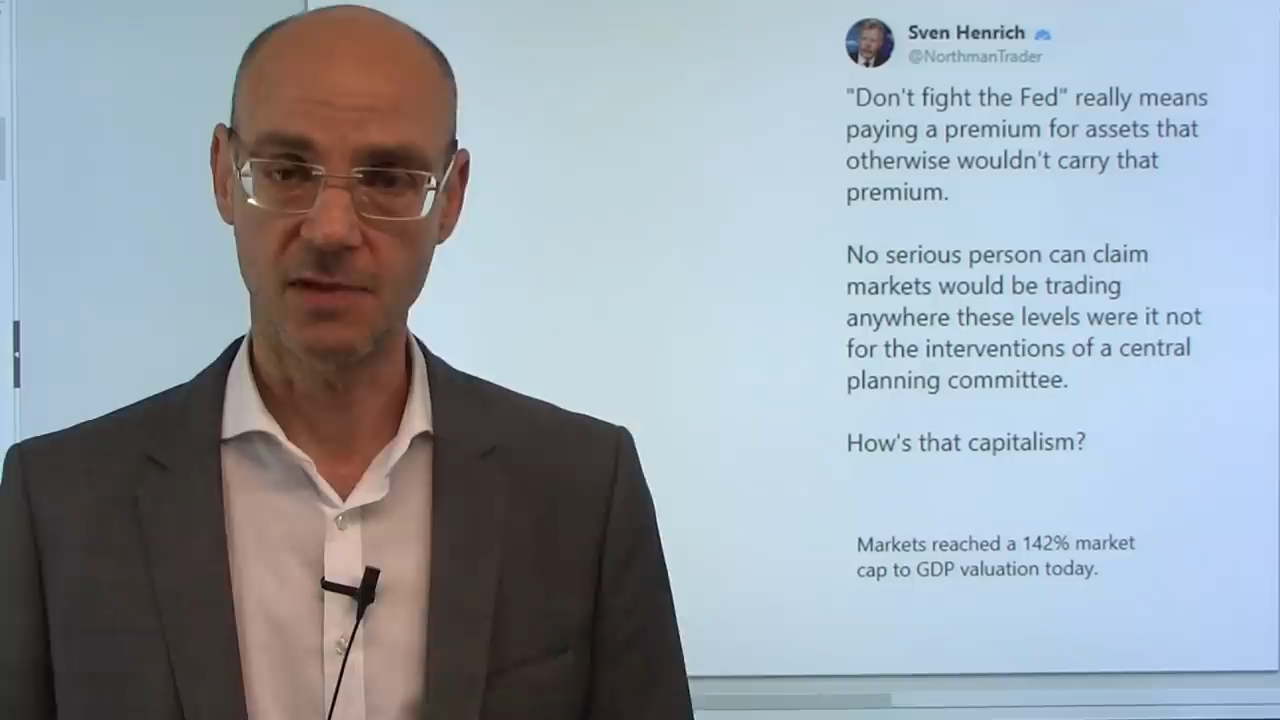 Sven Henrich
@NorthmanTrader
"Don't fight the Fed" really means
paying a premium for assets that
otherwise wouldn't carry that
premium.
No serious person can claim
markets would be trading
anywhere these levels were it not
for the interventions of a central
planning committee.
How's that capitalism?
Markets reached a 142% market
cap to GDP valuation today.